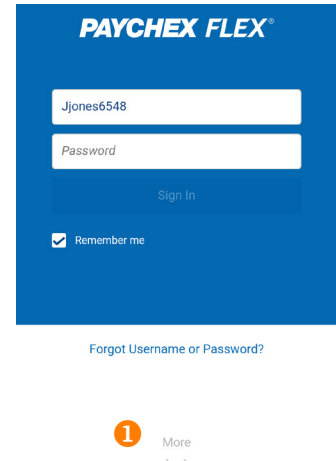 PAYCHEX FLEX®
Jjones6548
Password
Sign In
Remember me
Forgot Username or Password?
1 More